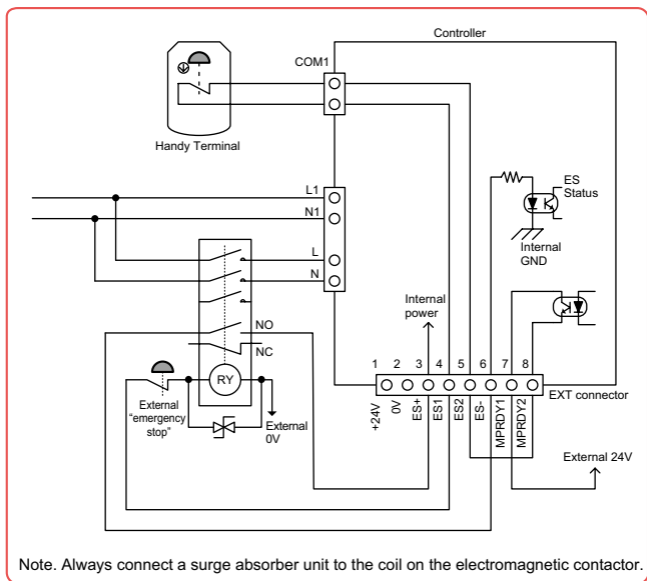 Controller
COM1
Handy Terminal
L1
N1
L
N
ES
Status
Internal
GND
Internal
power
NO
NC
RY
External
“emergency
stop”
External
0V
1 2 3 4 5 6 7 8
EXT connector
+24V
0V
ES+
ES1
ES2
ES-
MPRDY1
MPRDY2
External 24V
Note. Always connect a surge absorber unit to the coil on the electromagnetic contactor.